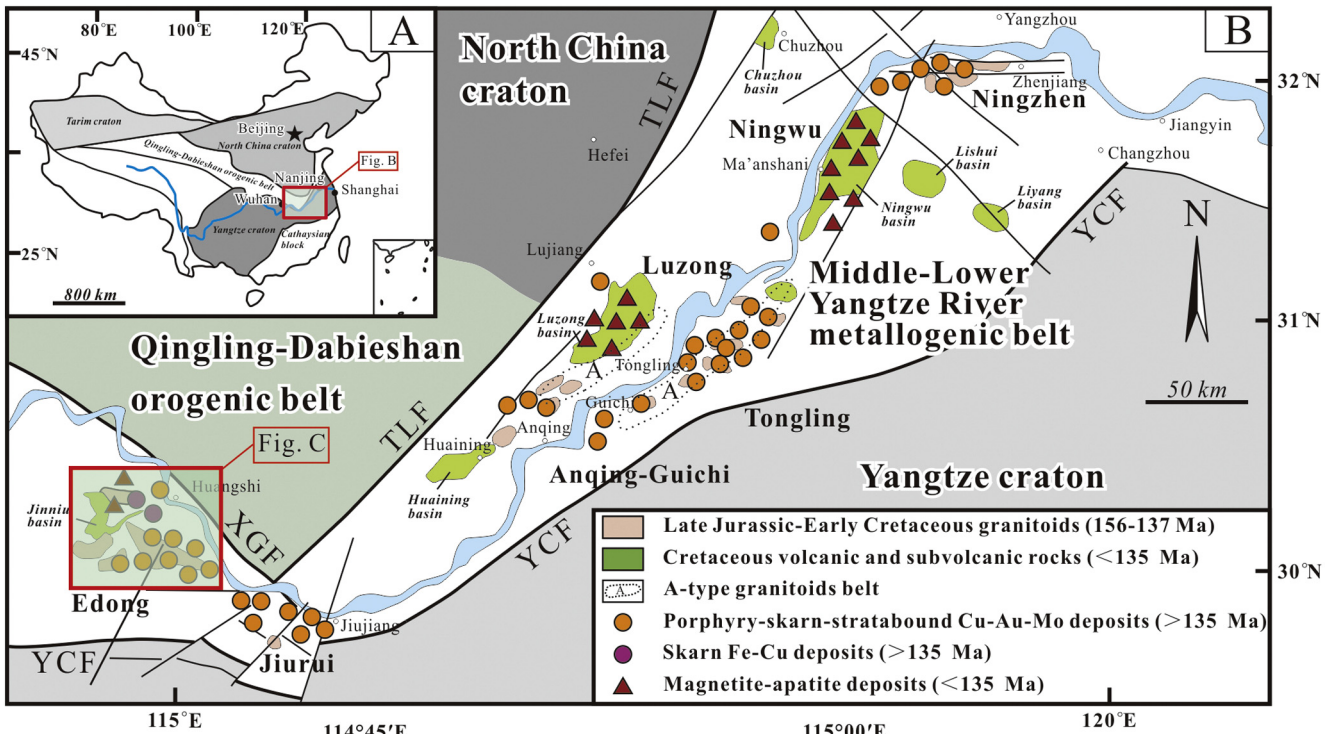 80°E
100°E
120°E
A
45°N
25°N
Tarim craton
Beijing
North China craton
Qingling-Dabieshan orogenic belt
Fig. B
Nanjing
Shanghai
Wuhan
Yangtze craton
Cathaysian
block
800 km
B
North China
craton
TLF
Hefei
Chuzhou
Chuzhou
basin
Yangzhou
Zhenjiang
Ningzhen
32°N
Jiangyin
Changzhou
Ningwu
Ma'anshani
Ningwu
basin
Lishui
basin
Liyang
basin
YCF
N
Lujiang
Luzong
Luzong
basin
A
Tongling
A
Middle-Lower
Yangtze River
metallogenic belt
31°N
50 km
Qingling-Dabieshan
orogenic belt
TLF
Guichi
Tongling
Anqing
Huaining
Huaining
basin
Anqing-Guichi
Yangtze craton
Fig. C
Huangshi
Jinniu
basin
XGF
YCF
Edong
Jiujiang
Jiurui
YCF
30°N
Late Jurassic-Early Cretaceous granitoids (156-137 Ma)
Cretaceous volcanic and subvolcanic rocks (<135 Ma)
A
A-type granitoids belt
Porphyry-skarn-stratabound Cu-Au-Mo deposits (>135 Ma)
Skarn Fe-Cu deposits (>135 Ma)
Magnetite-apatite deposits (<135 Ma)
115°E
120°E
114°45′E
115°00′E